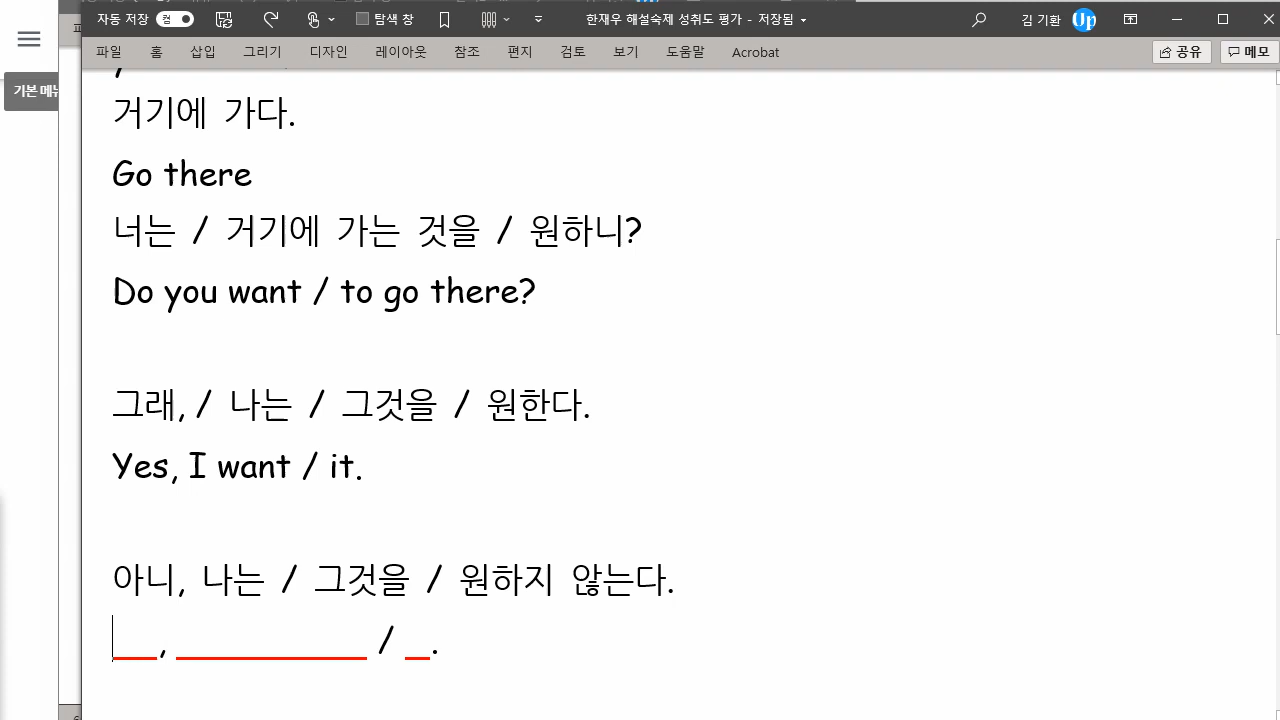 자동 저장 컴 탐색 창 한재우 해설숙제 성취도 평가 - 저장됨 김 기환 Up
파일 홈 삽입 그리기 디자인 레이아웃 참조 편지 검토 보기 도움말 Acrobat 공유 메모
기본 메뉴
거기에 가다.
Go there
너는 / 거기에 가는 것을 / 원하니?
Do you want / to go there?
그래, / 나는 / 그것을 / 원한다.
Yes, I want / it.
아니, 나는 / 그것을 / 원하지 않는다.
__, ________ / _.